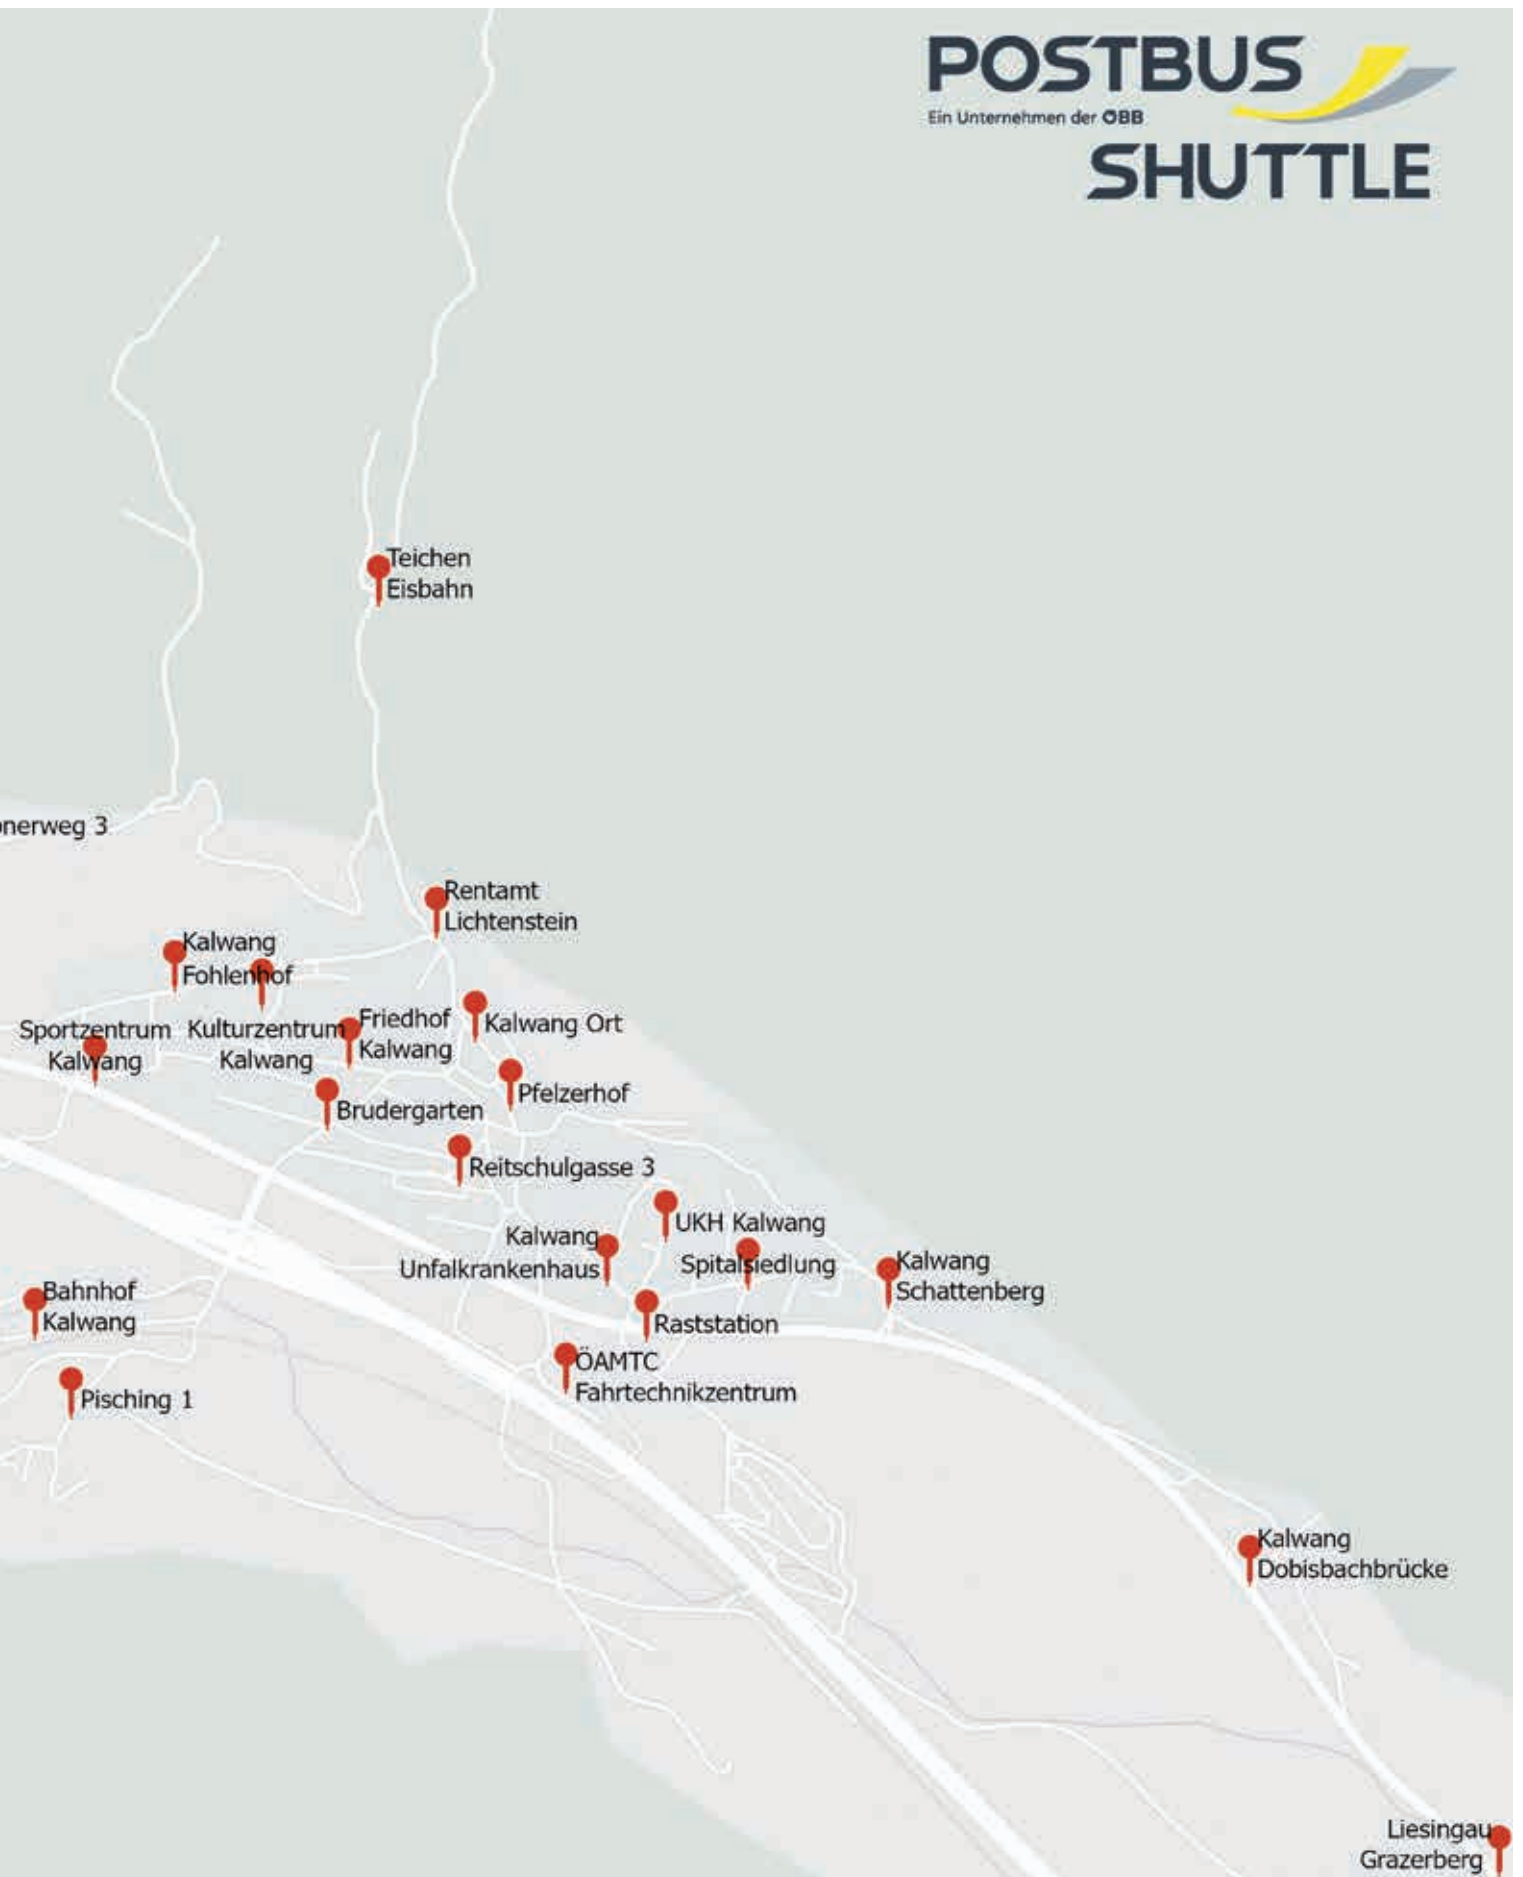 POSTBUS
Ein Unternehmen der ÖBB
SHUTTLE
Teichen
Eisbahn
3
Rentamt
Lichtenstein
Kalwang
Fohlenhof
Sportzentrum
Kalwang
Kulturzentrum
Kalwang
Friedhof
Kalwang
Kalwang Ort
Pfelzerhof
Brudergarten
Reitschulgasse 3
UKH Kalwang
Kalwang
Unfalkrankenhaus
Spitalsiedlung
Kalwang
Schattenberg
Bahnhof
Kalwang
Raststation
ÖAMTC
Fahrtechnikzentrum
Pisching 1
Kalwang
Dobisbachbrücke
Liesingau
Grazerberg